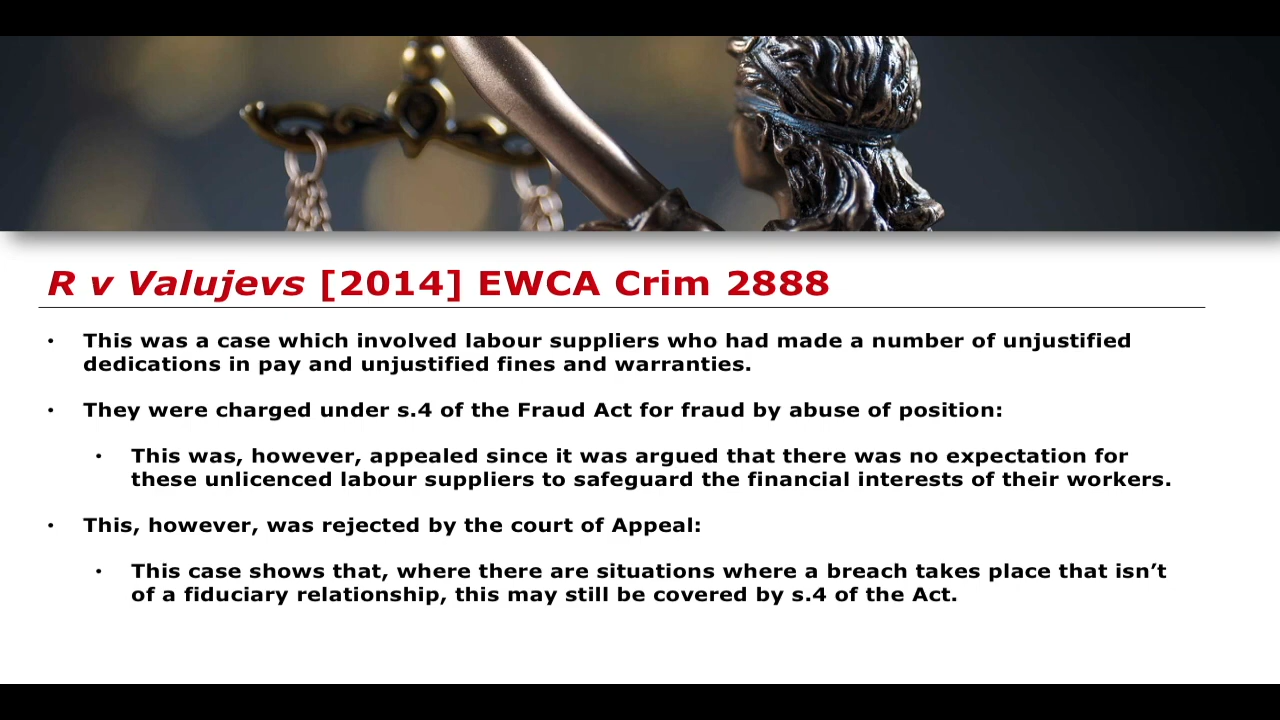 R v Valujevs [2014] EWCA Crim 2888
• This was a case which involved labour suppliers who had made a number of unjustified
dedications in pay and unjustified fines and warranties.
• They were charged under s.4 of the Fraud Act for fraud by abuse of position:
• This was, however, appealed since it was argued that there was no expectation for
these unlicenced labour suppliers to safeguard the financial interests of their workers.
• This, however, was rejected by the court of Appeal:
• This case shows that, where there are situations where a breach takes place that isn’t
of a fiduciary relationship, this may still be covered by s.4 of the Act.